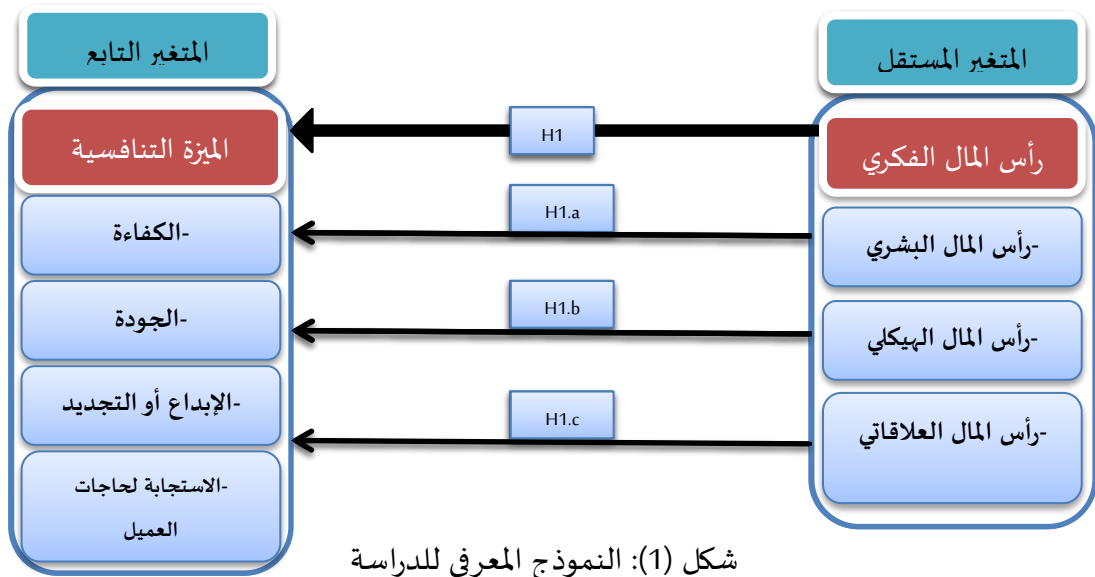 المتغير المستقل
رأس المال الفكري
-رأس المال البشري
-رأس المال الهيكلي
-رأس المال العلاقاتي
H1
H1.a
H1.b
H1.c
المتغير التابع
الميزة التنافسية
-الكفاءة
-الجودة
-الإبداع أو التجديد
-الاستجابة لحاجات
العميل
شكل (1): النموذج المعرفي للدراسة